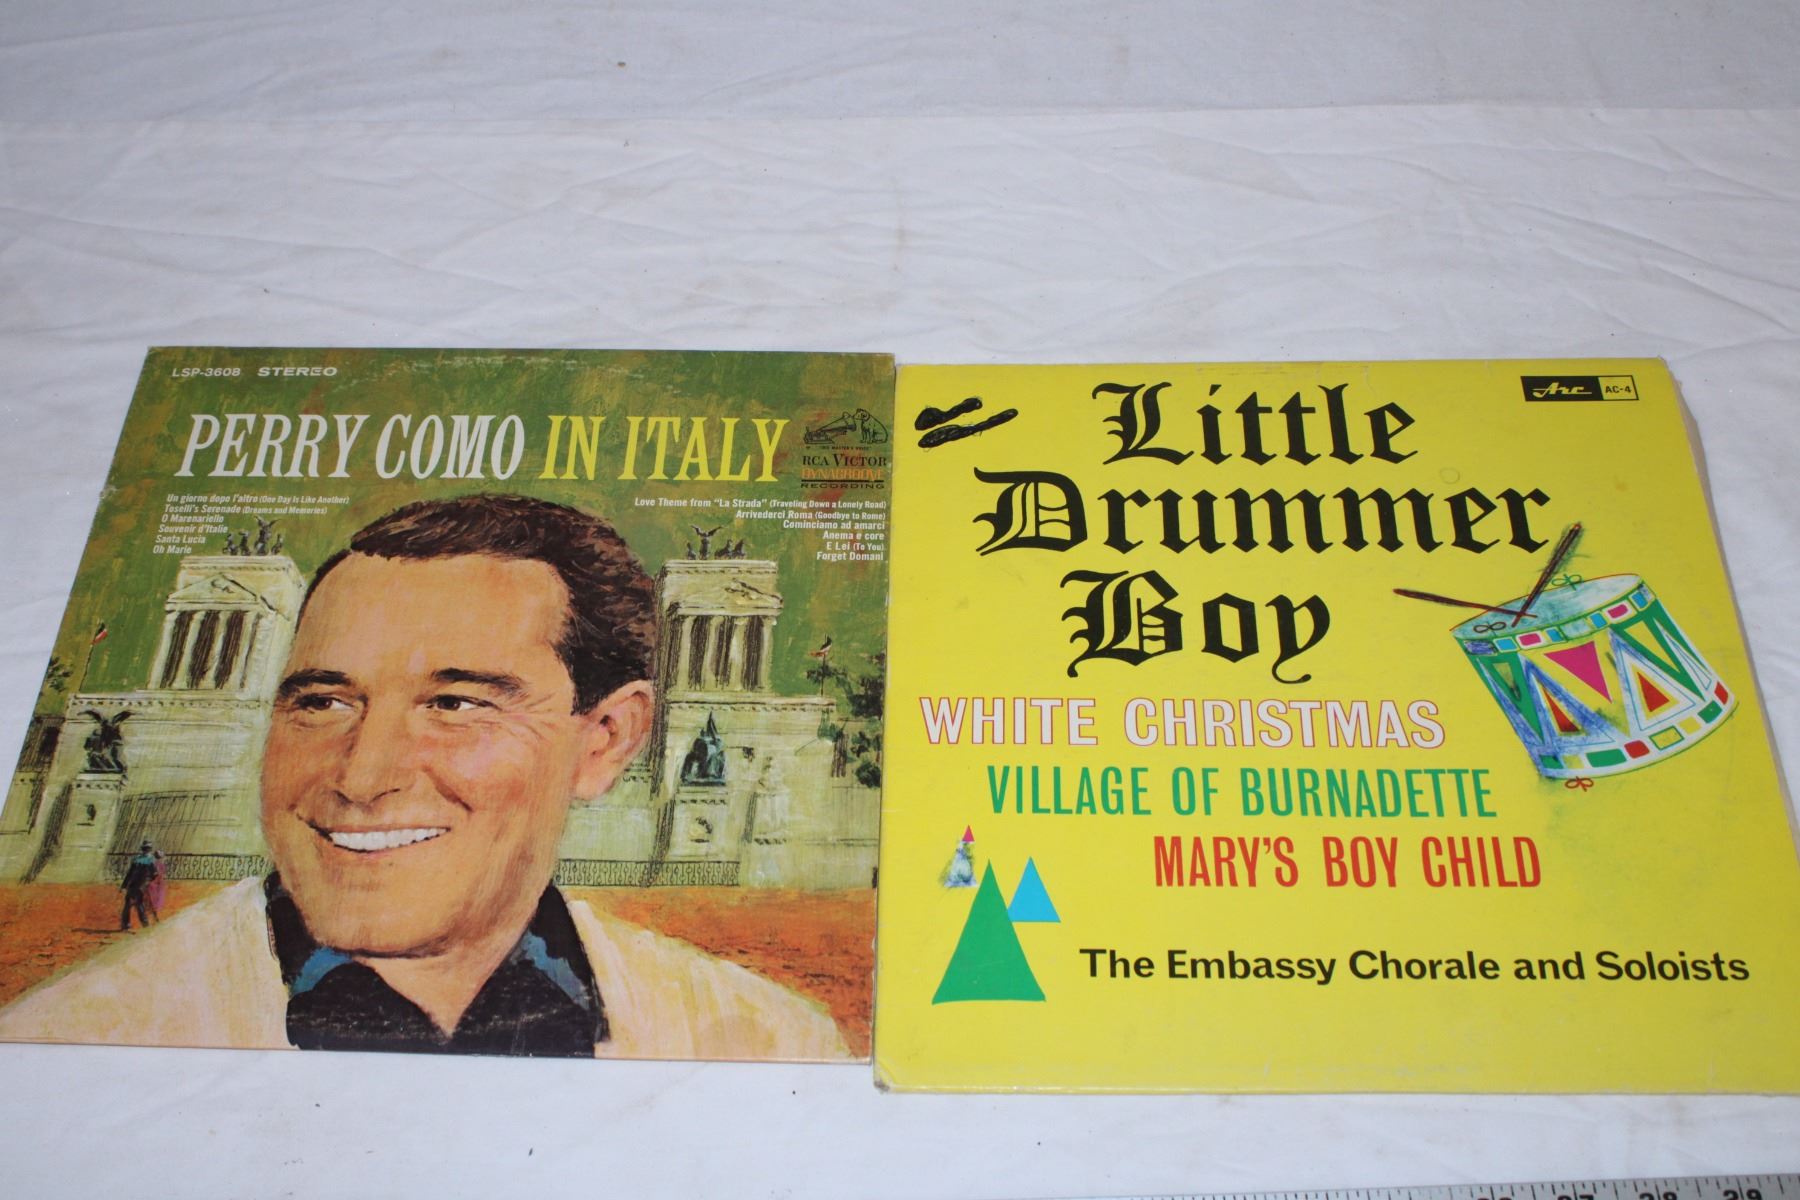 LSP-3608 STEREO
PERRY COMO IN ITALY
"HIS MASTER'S VOICE"
RCA VICTOR
DYNAGROOVE
RECORDING
Un giorno dopo l'altro (One Day Is Like Another)
Toselli's Serenade (Dreams and Memories)
O Marenariello
Souvenir d'Italie
Santa Lucia
Oh Marie
Love Theme from "La Strada" (Traveling Down a Lonely Road)
Arrivederci Roma (Goodbye to Rome)
Cominciamo ad amarci
Anema e core
E Lei (To You)
Forget Domani
Arc AC-4
Little
Drummer
Boy
WHITE CHRISTMAS
VILLAGE OF BURNADETTE
MARY'S BOY CHILD
The Embassy Chorale and Soloists